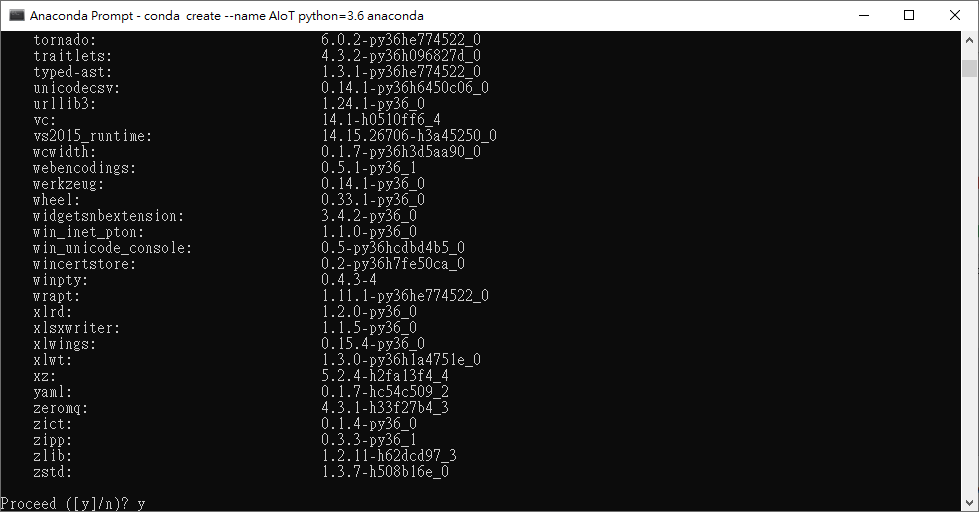 Anaconda Prompt - conda  create --name AIoT python=3.6 anaconda
tornado: 6.0.2-py36he774522_0
traitlets: 4.3.2-py36h096827d_0
typed-ast: 1.3.1-py36he774522_0
unicodecsv: 0.14.1-py36h6450c06_0
urllib3: 1.24.1-py36_0
vc: 14.1-h0510ff6_4
vs2015_runtime: 14.15.26706-h3a45250_0
wcwidth: 0.1.7-py36h3d5aa90_0
webencodings: 0.5.1-py36_1
werkzeug: 0.14.1-py36_0
wheel: 0.33.1-py36_0
widgetsnbextension: 3.4.2-py36_0
win_inet_pton: 1.1.0-py36_0
win_unicode_console: 0.5-py36hcdbd4b5_0
wincertstore: 0.2-py36h7fe50ca_0
winpty: 0.4.3-4
wrapt: 1.11.1-py36he774522_0
xlrd: 1.2.0-py36_0
xlsxwriter: 1.1.5-py36_0
xlwings: 0.15.4-py36_0
xlwt: 1.3.0-py36h1a4751e_0
xz: 5.2.4-h2fa13f4_4
yaml: 0.1.7-hc54c509_2
zeromq: 4.3.1-h33f27b4_3
zict: 0.1.4-py36_0
zipp: 0.3.3-py36_1
zlib: 1.2.11-h62dcd97_3
zstd: 1.3.7-h508b16e_0
Proceed ([y]/n)? y